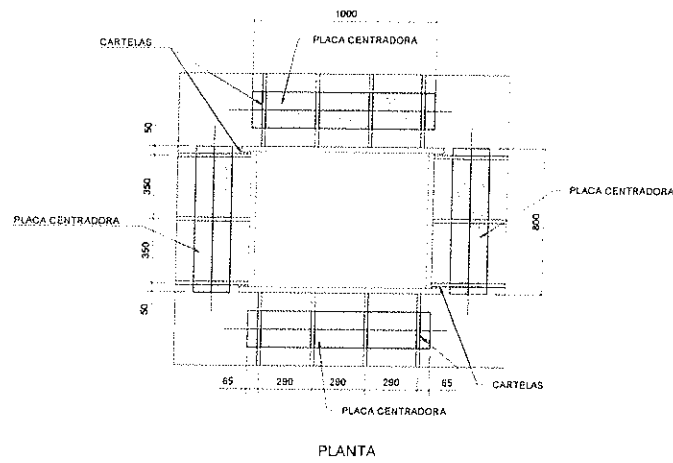 1000
CARTELAS
PLACA CENTRADORA
50
350
PLACA CENTRADORA
800
PLACA CENTRADORA
350
50
65 290 290 290 65
CARTELAS
PLACA CENTRADORA
PLANTA